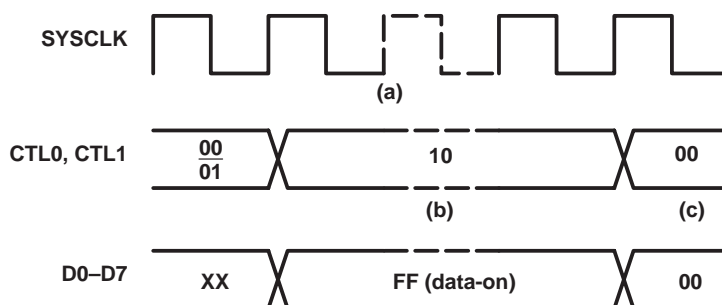 SYSCLK
(a)
CTL0, CTL1
00
01
10
00
(b)
(c)
D0–D7
XX
FF (data-on)
00